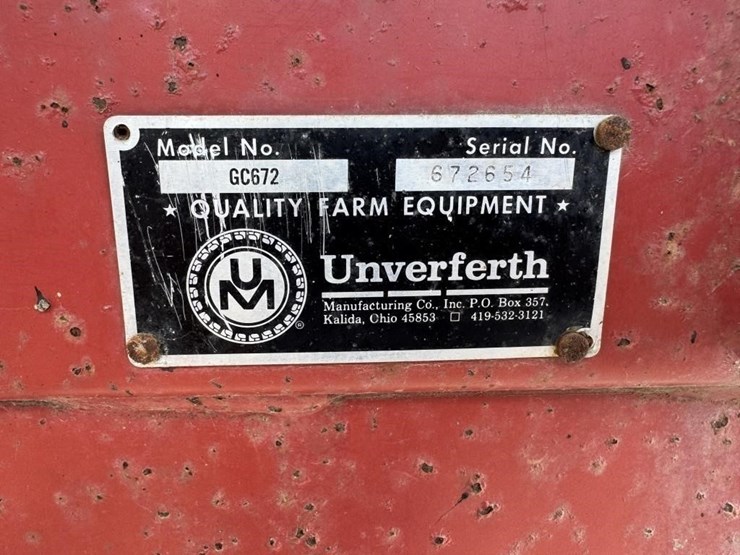 Model No. Serial No.
GC672 672654
★ QUALITY FARM EQUIPMENT ★
UM ®
Unverferth
Manufacturing Co., Inc. P.O. Box 357,
Kalida, Ohio 45853 □ 419-532-3121